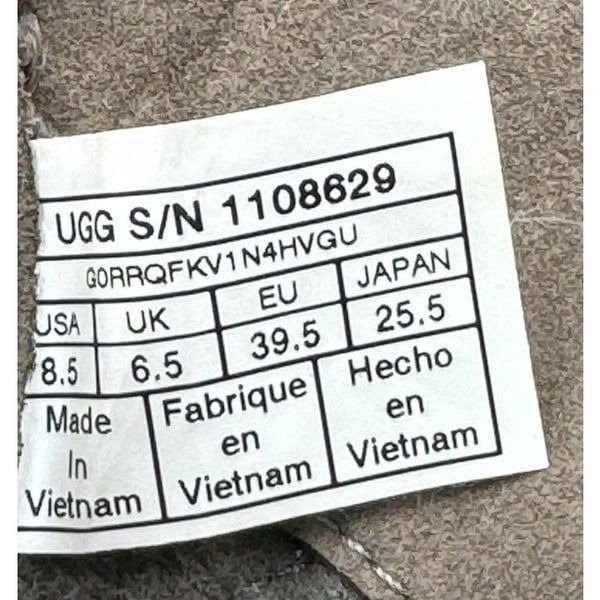 UGG S/N 1108629
GORRQFKV1N4HVGU
USA UK EU JAPAN
8.5 6.5 39.5 25.5
Made In Vietnam
Fabrique en Vietnam
Hecho en Vietnam